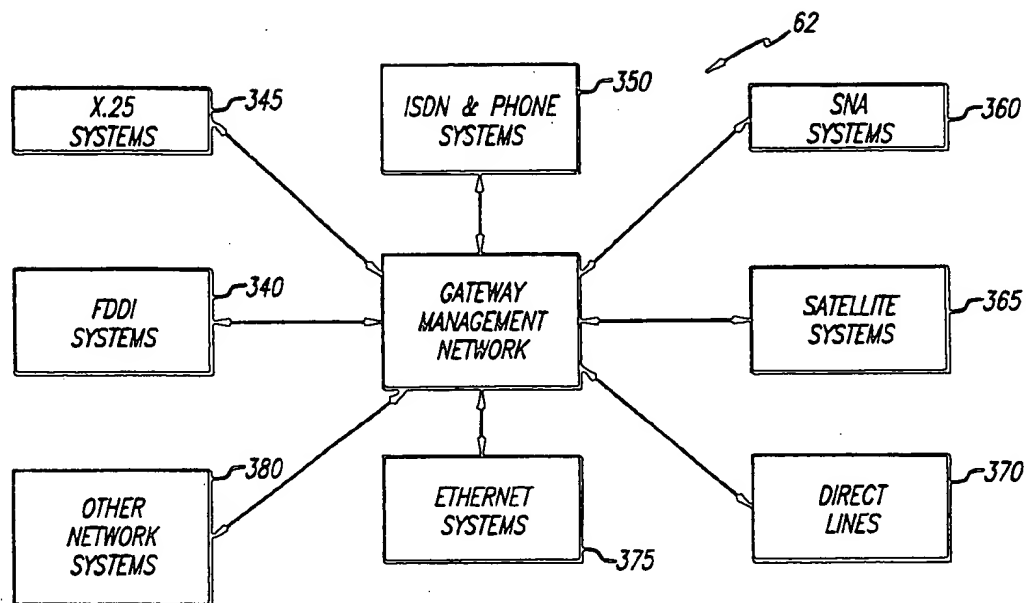 62
X.25
SYSTEMS
345
ISDN & PHONE
SYSTEMS
350
SNA
SYSTEMS
360
FDDI
SYSTEMS
340
GATEWAY
MANAGEMENT
NETWORK
SATELLITE
SYSTEMS
365
OTHER
NETWORK
SYSTEMS
380
ETHERNET
SYSTEMS
375
DIRECT
LINES
370